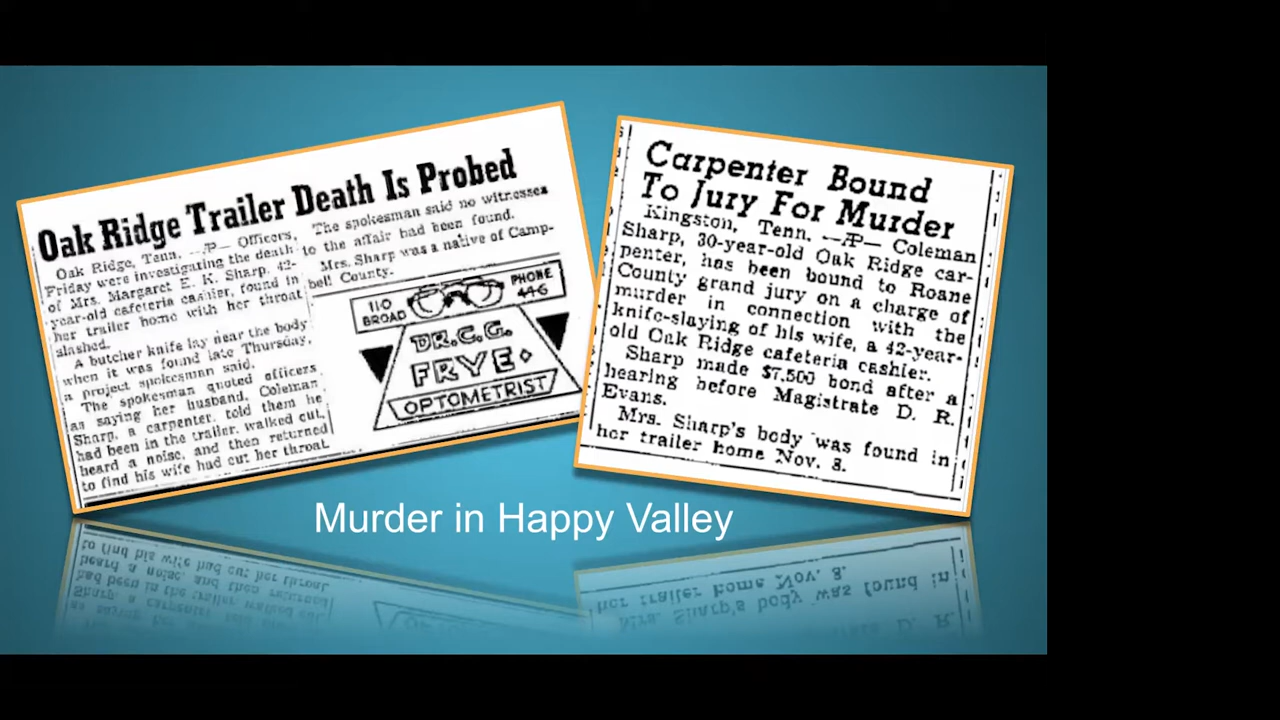 Oak Ridge Trailer Death Is Probed
Oak Ridge, Tenn. —AP— Officers,
Friday were investigating the death
of Mrs. Margaret E. K. Sharp, 42-
year-old cafeteria cashier, found in
her trailer home with her throat
slashed.
A butcher knife lay near the body
when it was found late Thursday,
a project spokesman said.
The spokesman quoted officers
as saying her husband, Coleman
Sharp, a carpenter, told them he
had been in the trailer, walked out,
heard a noise, and then returned
to find his wife had cut her throat.
The spokesman said no witnesses
to the affair had been found.
Mrs. Sharp was a native of Camp-
bell County.
110
BROAD
PHONE
446
DR. C. G.
FRYE
OPTOMETRIST
Carpenter Bound
To Jury For Murder
Kingston, Tenn. —AP— Coleman
Sharp, 30-year-old Oak Ridge car-
penter, has been bound to Roane
County grand jury on a charge of
murder in connection with the
knife-slaying of his wife, a 42-year-
old Oak Ridge cafeteria cashier.
Sharp made $7,500 bond after a
hearing before Magistrate D. R.
Evans.
Mrs. Sharp's body was found in
her trailer home Nov. 8.
Murder in Happy Valley